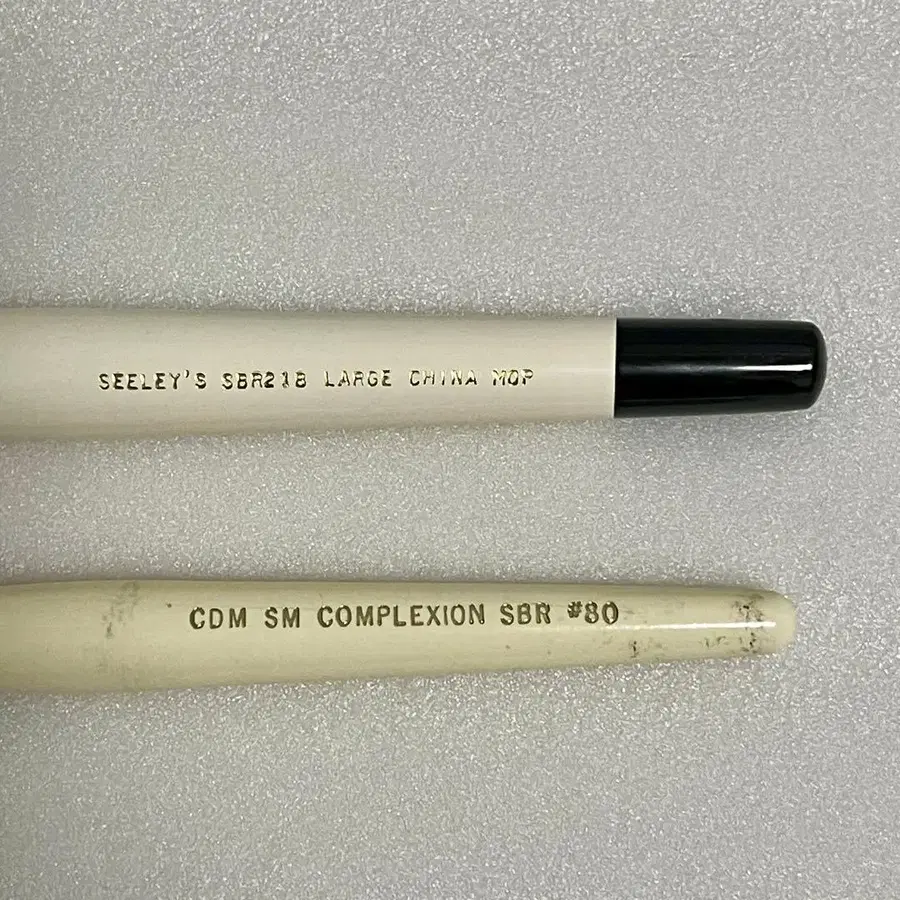 SEELEY'S SBR218 LARGE CHINA MOP
CDM SM COMPLEXION SBR #80